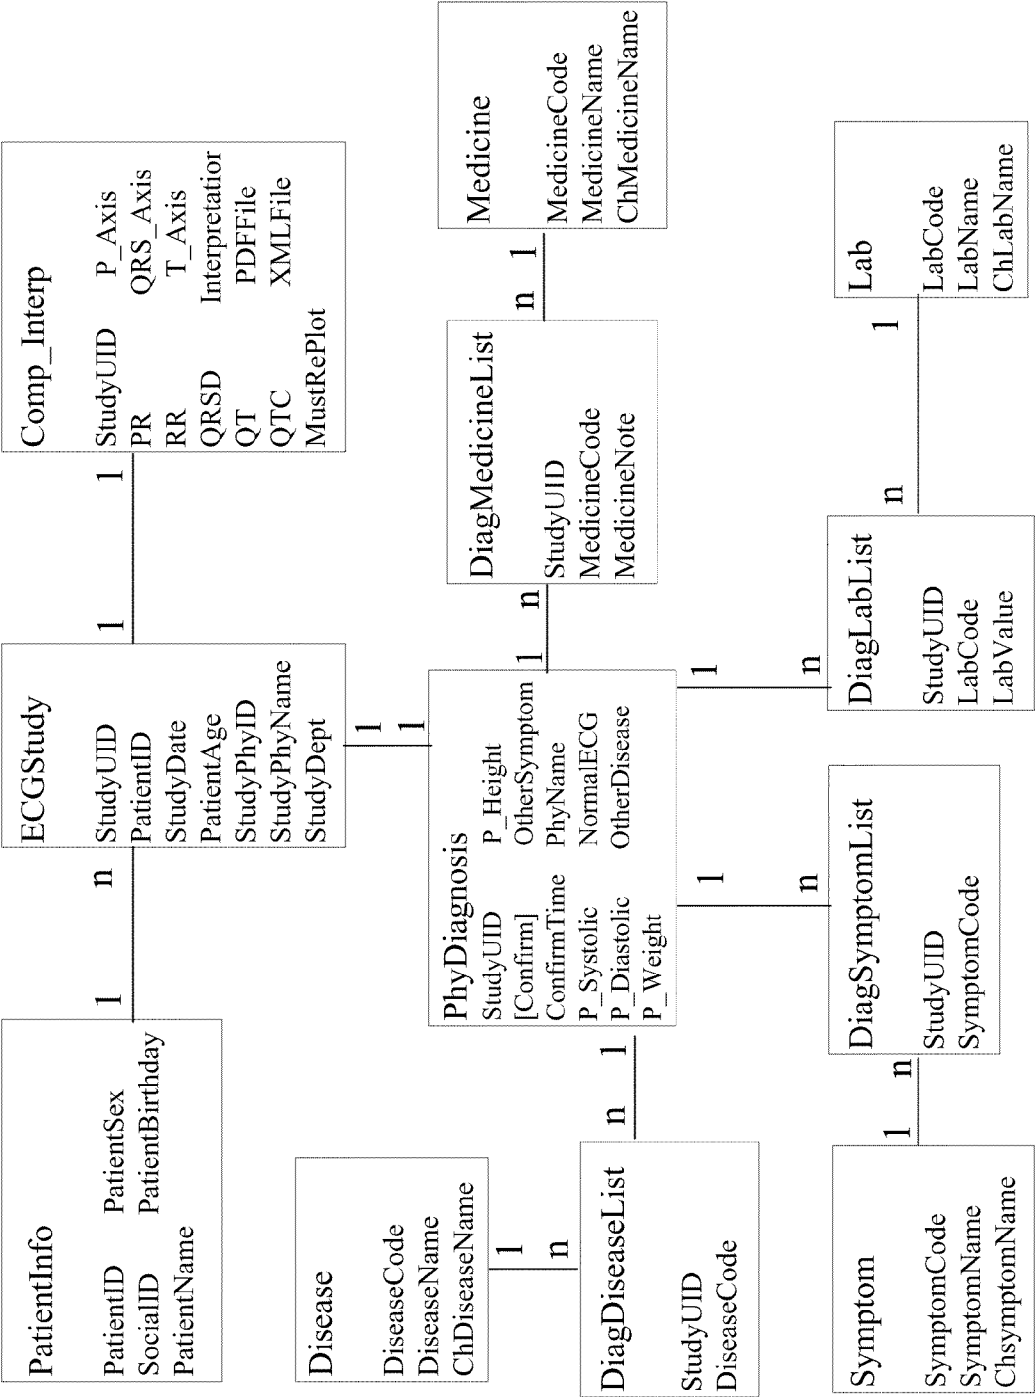 PatientInfo
PatientID PatientSex
SocialID PatientBirthday
PatientName
1 n
ECGStudy
StudyUID
PatientID
StudyDate
PatientAge
StudyPhyID
StudyPhyName
StudyDept
1 1
Comp_Interp
StudyUID P_Axis
PR QRS_Axis
RR T_Axis
QRSD Interpretatior
QT PDFFile
QTC XMLFile
MustRePlot
1
1
Disease
DiseaseCode
DiseaseName
ChDiseaseName
1
n
DiagDiseaseList
StudyUID
DiseaseCode
n 1
PhyDiagnosis
StudyUID P_Height
[Confirm] OtherSymptom
ConfirmTime PhyName
P_Systolic NormalECG
P_Diastolic OtherDisease
P_Weight
1 n
DiagMedicineList
StudyUID
MedicineCode
MedicineNote
n 1
Medicine
MedicineCode
MedicineName
ChMedicineName
1
n
1
n
Symptom
SymptomCode
SymptomName
ChsymptomName
1 n
DiagSymptomList
StudyUID
SymptomCode
DiagLabList
StudyUID
LabCode
LabValue
n 1
Lab
LabCode
LabName
ChLabName